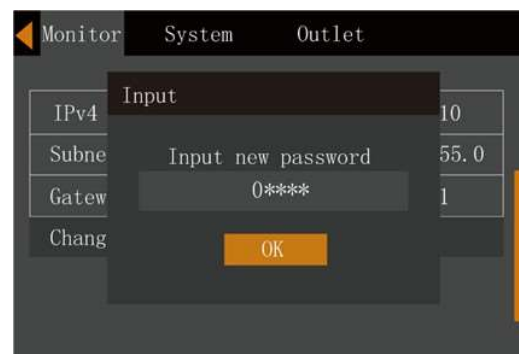 Monitor System Outlet
Input
IPv4 10
Subne Input new password 55.0
Gatew 0**** 1
Chang OK